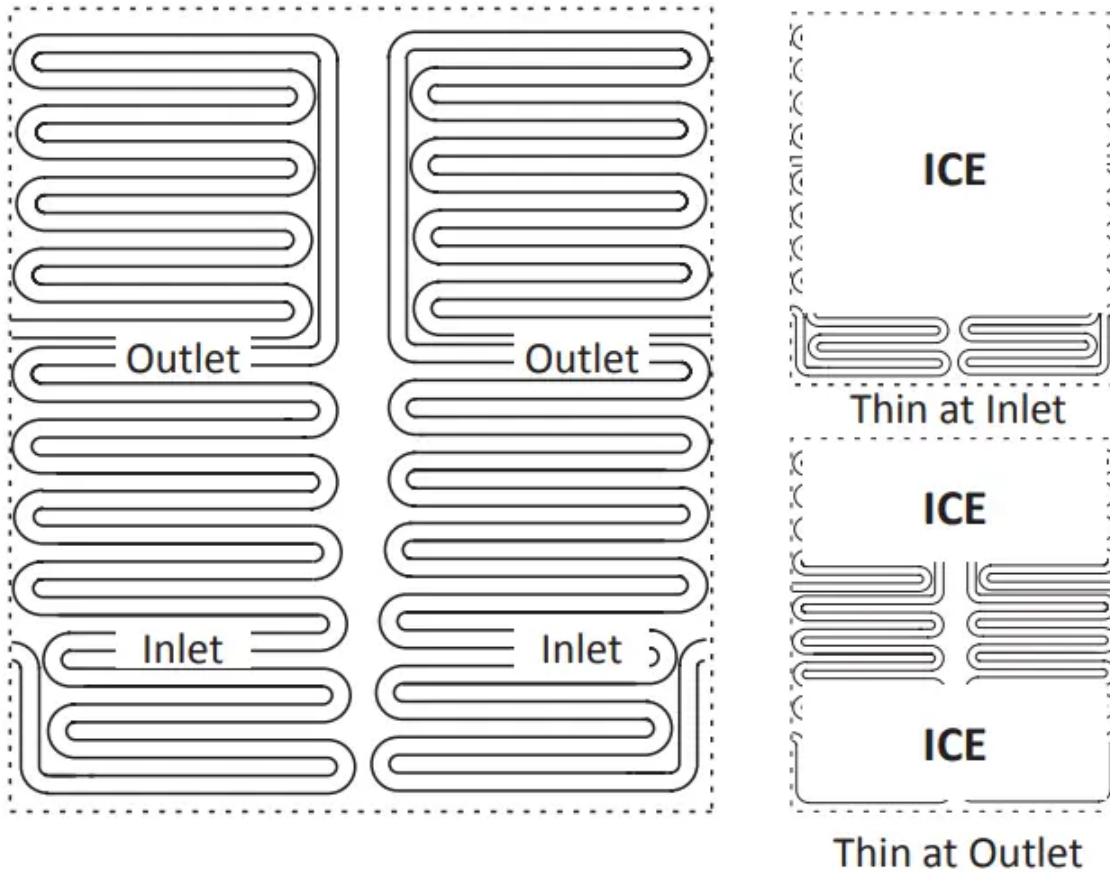 Outlet
Outlet
Inlet
Inlet
ICE
Thin at Inlet
ICE
ICE
Thin at Outlet